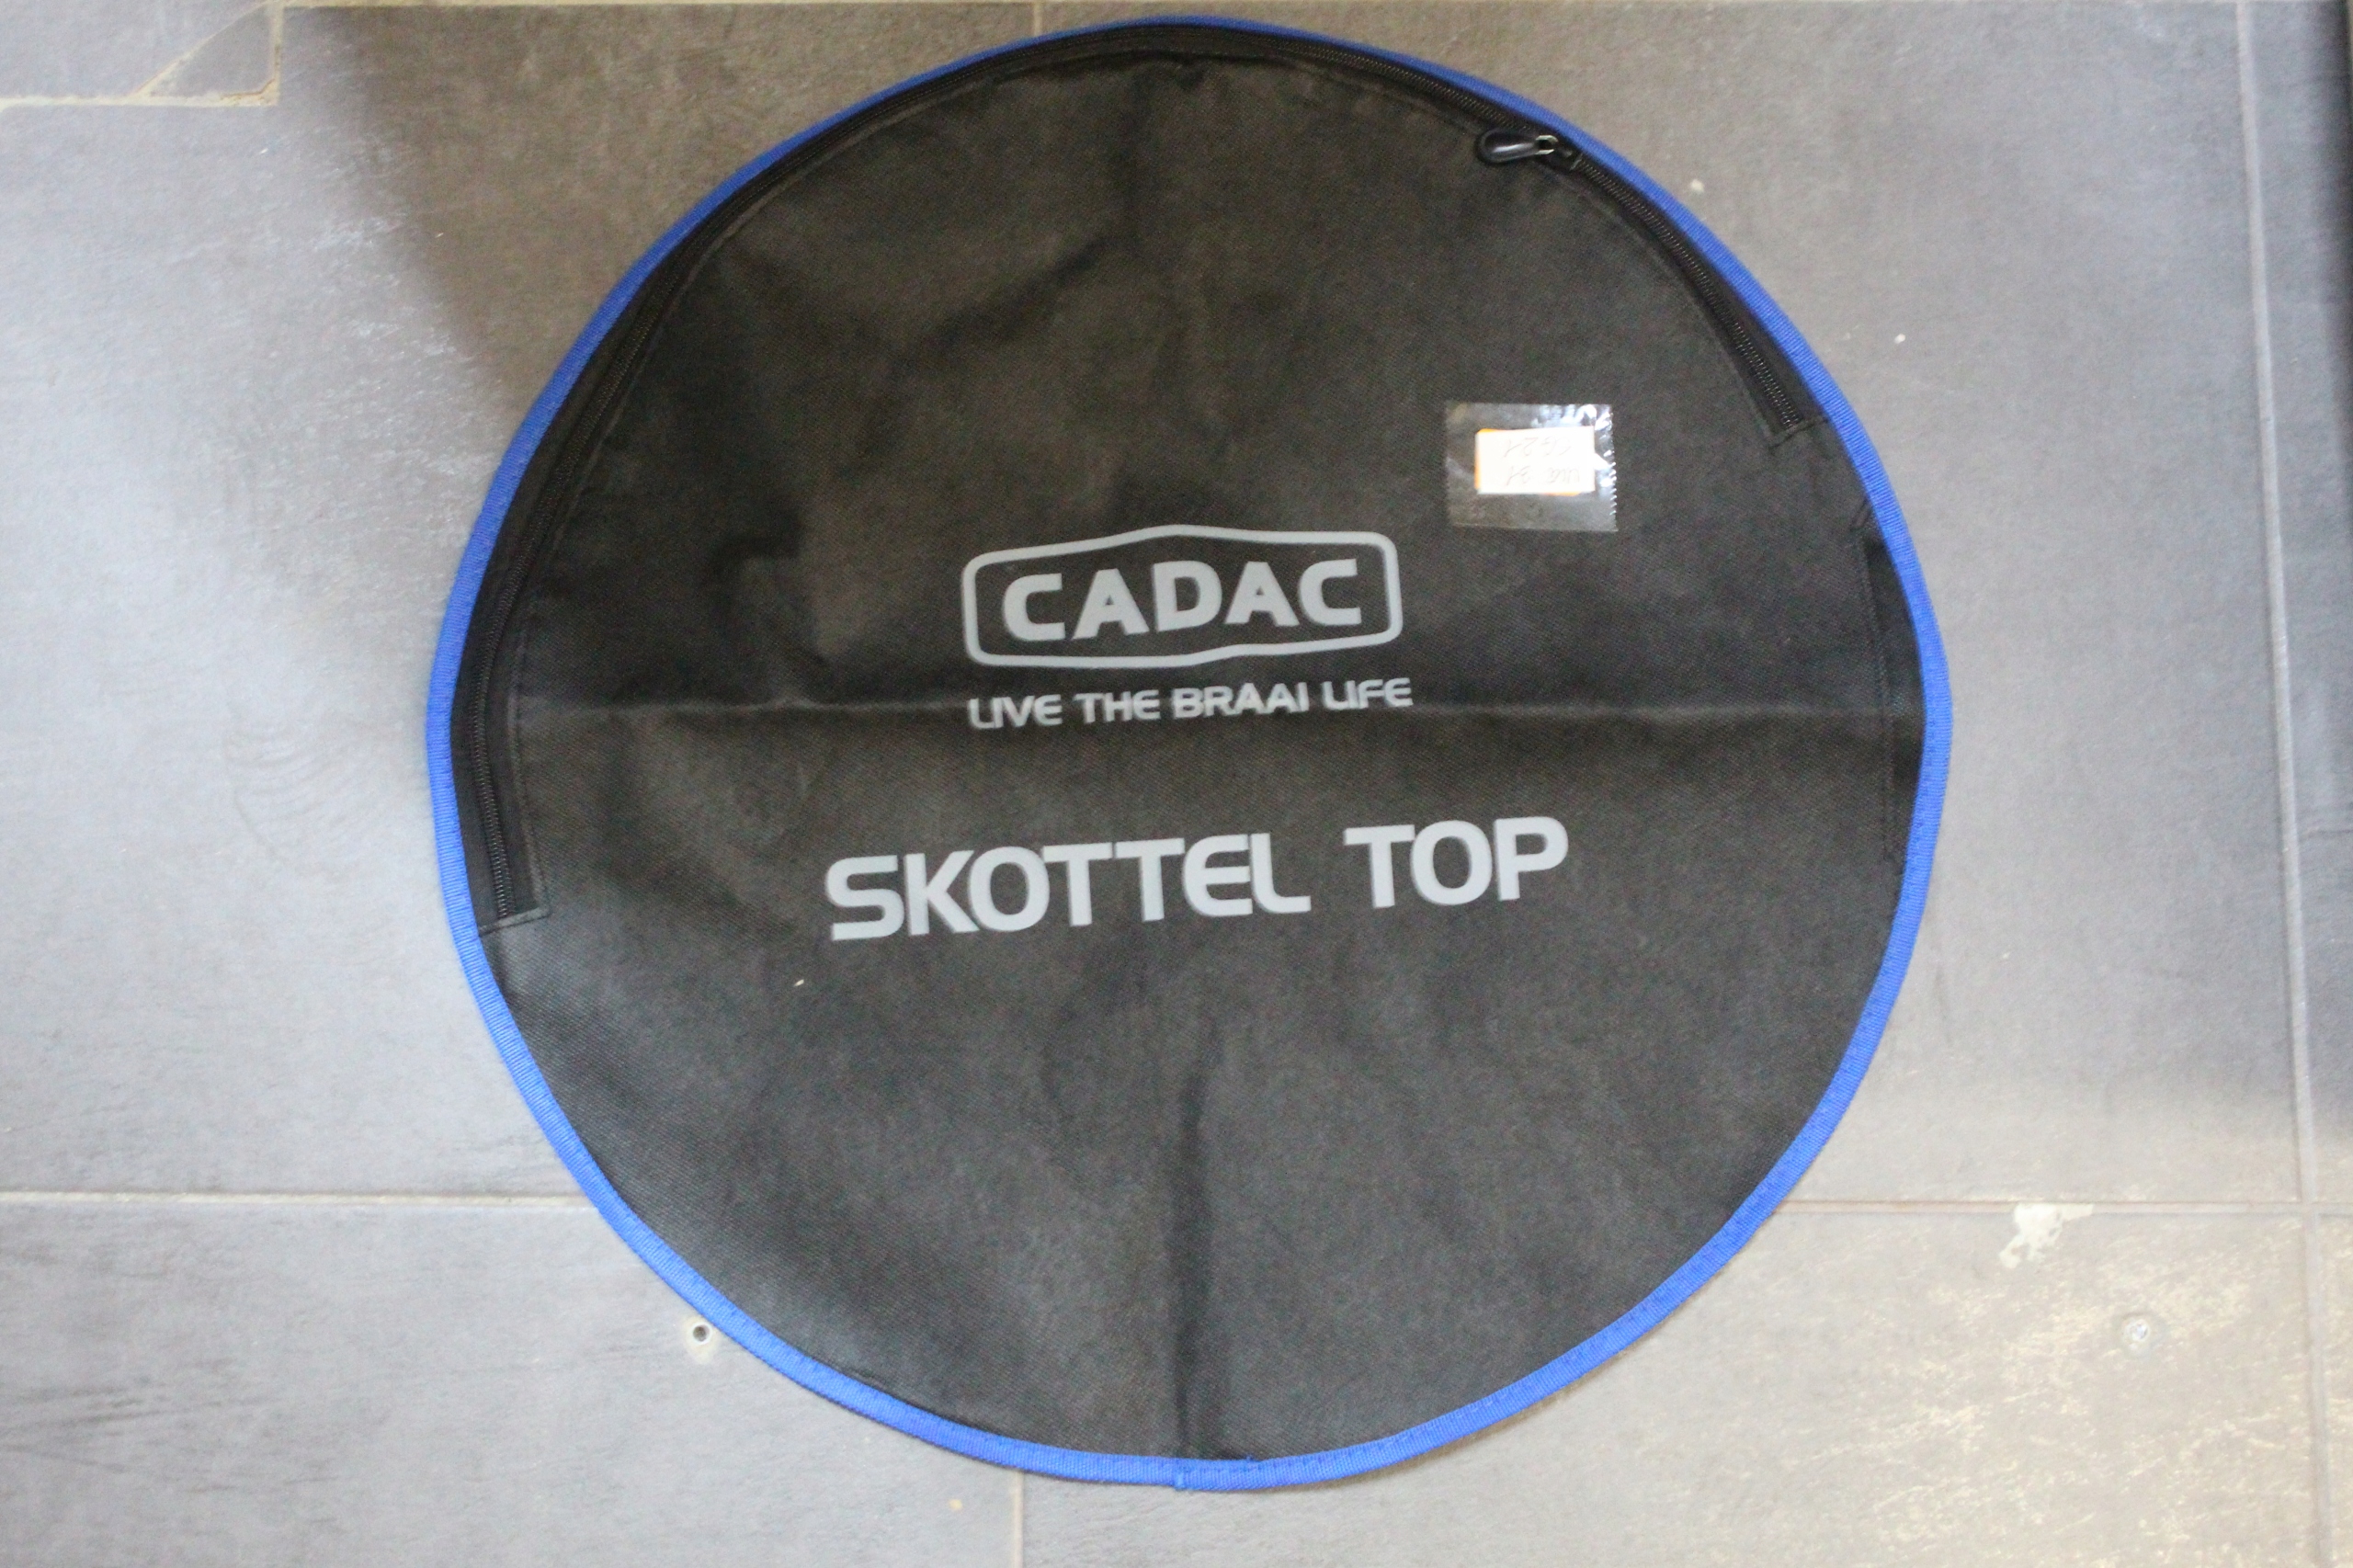 CADAC
LIVE THE BRAAI LIFE
SKOTTEL TOP